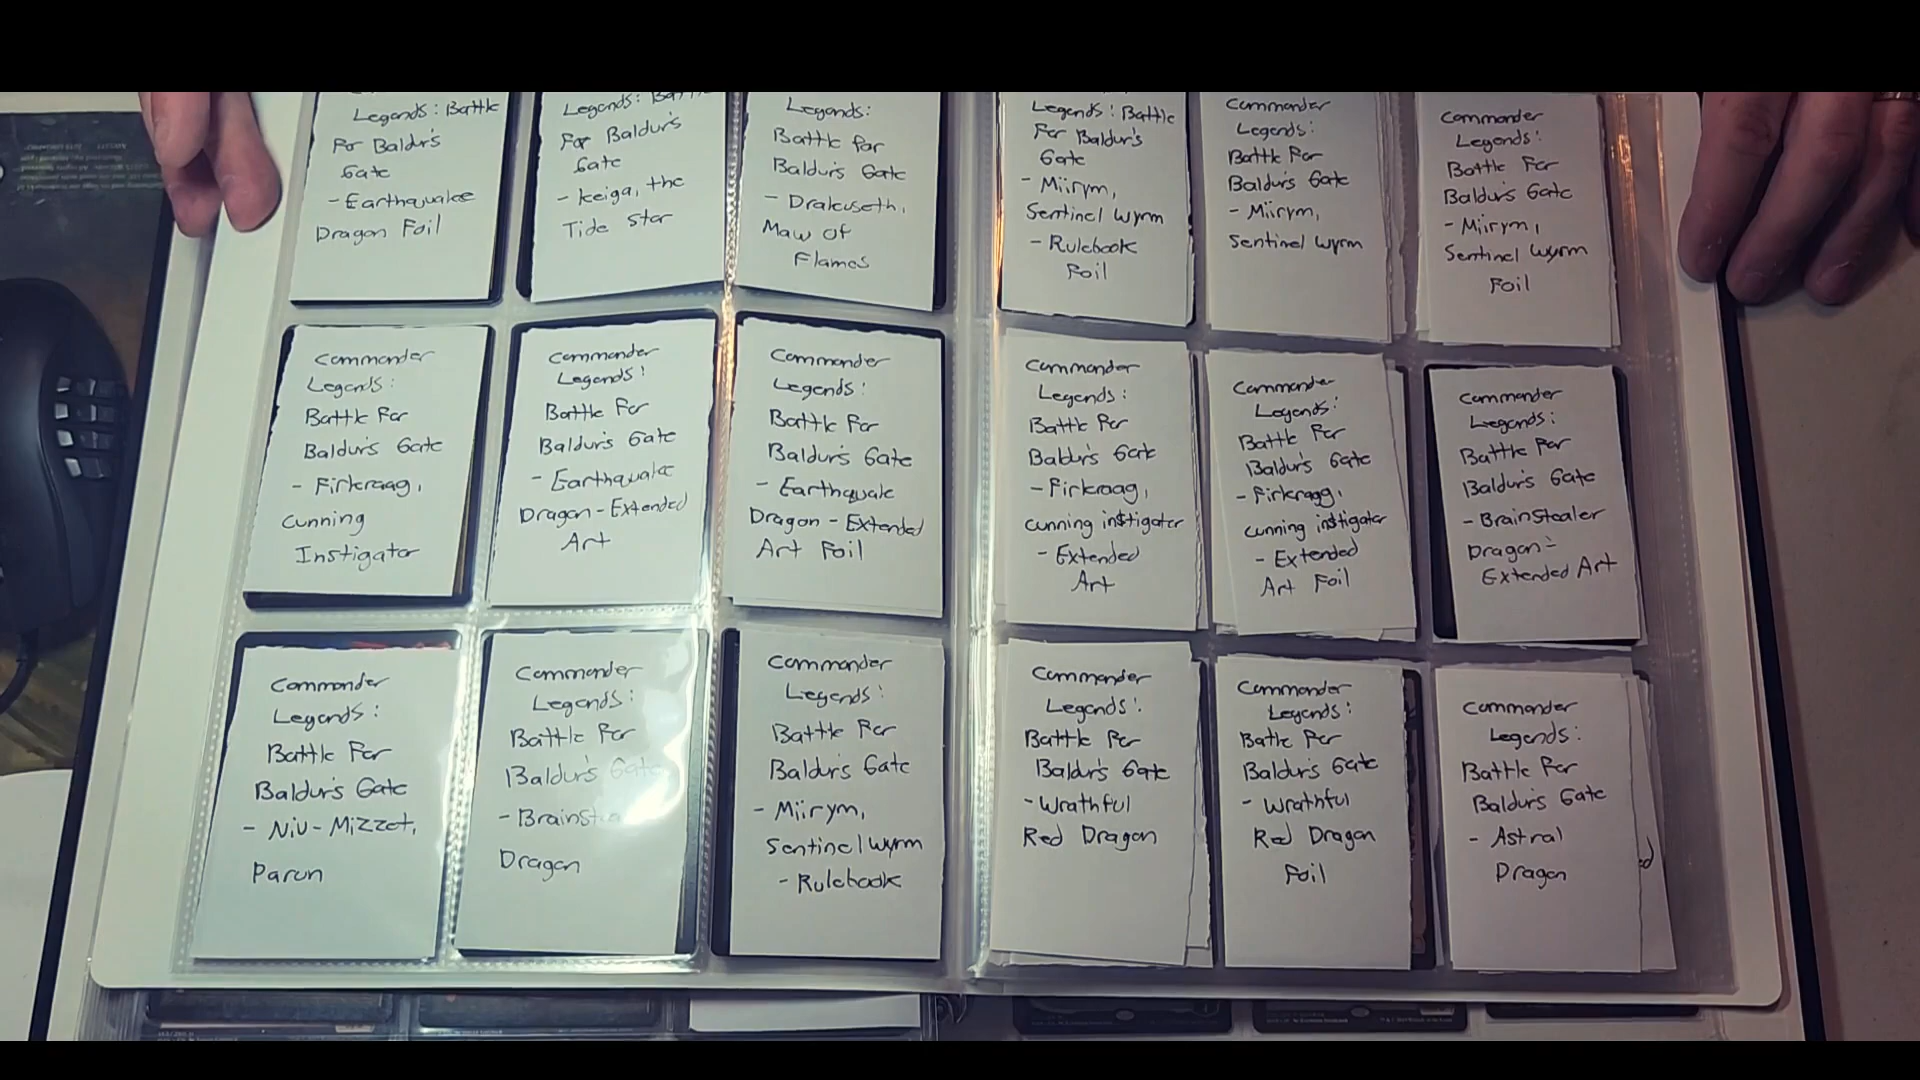 Legends: Battle
For Baldur's
Gate
- Earthquake
Dragon Foil
Legends: Battle
For Baldur's
Gate
- Keiga, the
Tide Star
Legends:
Battle for
Baldur's Gate
- Drakuseth,
Maw of
Flames
Legends: Battle
For Baldur's
Gate
- Miirym,
Sentinel Wyrm
- Rulebook
Foil
Commander
Legends:
Battle For
Baldur's Gate
- Miirym,
Sentinel Wyrm
Commander
Legends:
Battle For
Baldur's Gate
- Miirym,
Sentinel Wyrm
Foil
Commander
Legends:
Battle For
Baldur's Gate
- Firkraag,
Cunning
Instigator
Commander
Legends:
Battle For
Baldur's Gate
- Earthquake
Dragon - Extended
Art
Commander
Legends:
Battle For
Baldur's Gate
- Earthquake
Dragon - Extended
Art Foil
Commander
Legends:
Battle For
Baldur's Gate
- Firkraag,
cunning instigator
- Extended
Art
Commander
Legends:
Battle For
Baldur's Gate
- Firkragg,
cunning instigator
- Extended
Art Foil
Commander
Legends:
Battle For
Baldur's Gate
- Brainstealer
Dragon -
Extended Art
Commander
Legends:
Battle For
Baldur's Gate
- Niv-Mizzet,
Parun
Commander
Legends:
Battle For
Baldur's Gate
Dragon
Commander
Legends:
Battle For
Baldur's Gate
- Miirym,
Sentinel Wyrm
- Rulebook
Commander
Legends:
Battle For
Baldur's Gate
- Wrathful
Red Dragon
Commander
Legends:
Batle For
Baldur's Gate
- Wrathful
Red Dragon
Foil
Commander
Legends:
Battle For
Baldur's Gate
- Astral
Dragon